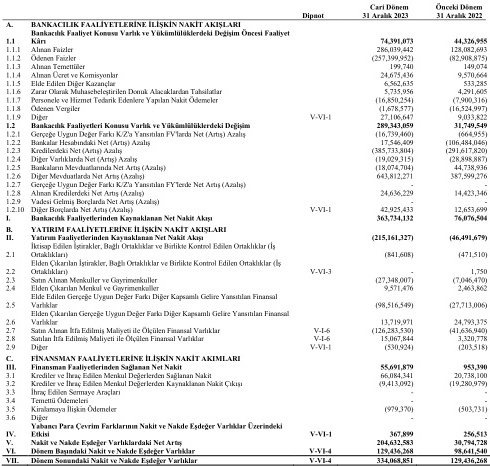 Cari Dönem Önceki Dönem
Dipnot 31 Aralık 2023 31 Aralık 2022
A. BANKACILIK FAALİYETLERİNE İLİŞKİN NAKİT AKIŞLARI
Bankacılık Faaliyet Konusu Varlık ve Yükümlülüklerdeki Değişim Öncesi Faaliyet
1.1 Kârı 74,391,073 44,326,955
1.1.1 Alınan Faizler 286,039,442 128,082,693
1.1.2 Ödenen Faizler (257,399,952) (82,908,875)
1.1.3 Alınan Temettüler 199,740 149,074
1.1.4 Alınan Ücret ve Komisyonlar 24,675,436 9,570,664
1.1.5 Elde Edilen Diğer Kazançlar 6,562,635 533,285
1.1.6 Zarar Olarak Muhasebeleştirilen Donuk Alacaklardan Tahsilatlar 5,735,956 4,291,605
1.1.7 Personele ve Hizmet Tedarik Edenlere Yapılan Nakit Ödemeler (16,850,254) (7,900,316)
1.1.8 Ödenen Vergiler (1,678,577) (16,524,997)
1.1.9 Diğer V-VI-1 27,106,647 9,033,822
1.2 Bankacılık Faaliyetleri Konusu Varlık ve Yükümlülüklerdeki Değişim 289,343,059 31,749,549
1.2.1 Gerçeğe Uygun Değer Farkı K/Z'a Yansıtılan FV'larda Net (Artış) Azalış (16,739,460) (664,955)
1.2.2 Bankalar Hesabındaki Net (Artış) Azalış 17,546,409 (106,484,046)
1.2.3 Kredilerdeki Net (Artış) Azalış (385,733,804) (291,617,820)
1.2.4 Diğer Varlıklarda Net (Artış) Azalış (19,029,315) (28,898,887)
1.2.5 Bankaların Mevduatlarında Net Artış (Azalış) (18,074,704) 44,738,936
1.2.6 Diğer Mevduatlarda Net Artış (Azalış) 643,812,271 387,599,276
1.2.7 Gerçeğe Uygun Değer Farkı K/Z'a Yansıtılan FY'lerde Net Artış (Azalış) - -
1.2.8 Alınan Kredilerdeki Net Artış (Azalış) 24,636,229 14,423,346
1.2.9 Vadesi Gelmiş Borçlarda Net Artış (Azalış) - -
1.2.10 Diğer Borçlarda Net Artış (Azalış) V-VI-1 42,925,433 12,653,699
I. Bankacılık Faaliyetlerinden Kaynaklanan Net Nakit Akışı 363,734,132 76,076,504
B. YATIRIM FAALİYETLERİNE İLİŞKİN NAKİT AKIŞLARI
II. Yatırım Faaliyetlerinden Kaynaklanan Net Nakit Akışı (215,161,327) (46,491,679)
İktisap Edilen İştirakler, Bağlı Ortaklıklar ve Birlikte Kontrol Edilen Ortaklıklar (İş
2.1 Ortaklıkları) (841,608) (471,510)
Elden Çıkarılan İştirakler, Bağlı Ortaklıklar ve Birlikte Kontrol Edilen Ortaklıklar (İş
2.2 Ortaklıkları) V-VI-3 - 1,750
2.3 Satın Alınan Menkuller ve Gayrimenkuller (27,348,007) (7,046,470)
2.4 Elden Çıkarılan Menkul ve Gayrimenkuller 9,571,476 2,463,862
Elde Edilen Gerçeğe Uygun Değer Farkı Diğer Kapsamlı Gelire Yansıtılan Finansal
2.5 Varlıklar (98,516,549) (27,713,006)
Elden Çıkarılan Gerçeğe Uygun Değer Farkı Diğer Kapsamlı Gelire Yansıtılan Finansal
2.6 Varlıklar 13,719,971 24,793,375
2.7 Satın Alınan İtfa Edilmiş Maliyeti ile Ölçülen Finansal Varlıklar V-I-6 (126,283,530) (41,636,940)
2.8 Satılan İtfa Edilmiş Maliyeti ile Ölçülen Finansal Varlıklar V-I-6 15,067,844 3,320,778
2.9 Diğer V-VI-1 (530,924) (203,518)
C. FİNANSMAN FAALİYETLERİNE İLİŞKİN NAKİT AKIMLARI
III. Finansman Faaliyetlerinden Sağlanan Net Nakit 55,691,879 953,390
3.1 Krediler ve İhraç Edilen Menkul Değerlerden Sağlanan Nakit 66,084,341 20,738,100
3.2 Krediler ve İhraç Edilen Menkul Değerlerden Kaynaklanan Nakit Çıkışı (9,413,092) (19,280,979)
3.3 İhraç Edilen Sermaye Araçları - -
3.4 Temettü Ödemeleri - -
3.5 Kiralamaya İlişkin Ödemeler (979,370) (503,731)
3.6 Diğer - -
Yabancı Para Çevrim Farklarının Nakit ve Nakde Eşdeğer Varlıklar Üzerindeki
IV. Etkisi V-VI-1 367,899 256,513
V. Nakit ve Nakde Eşdeğer Varlıklardaki Net Artış 204,632,583 30,794,728
VI. Dönem Başındaki Nakit ve Nakde Eşdeğer Varlıklar V-VI-4 129,436,268 98,641,540
VII. Dönem Sonundaki Nakit ve Nakde Eşdeğer Varlıklar V-VI-4 334,068,851 129,436,268